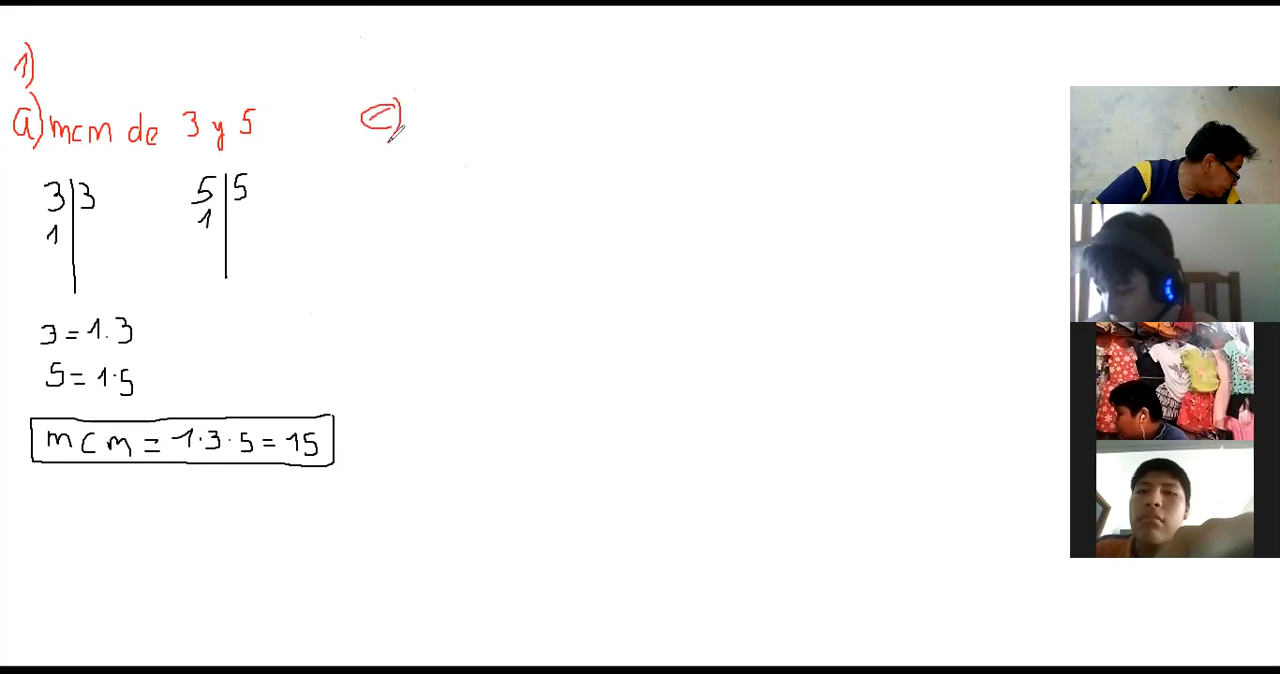 1)
a) mcm de 3 y 5
3 | 3
1
5 | 5
1
3 = 1.3
5 = 1.5
mcm = 1.3.5 = 15